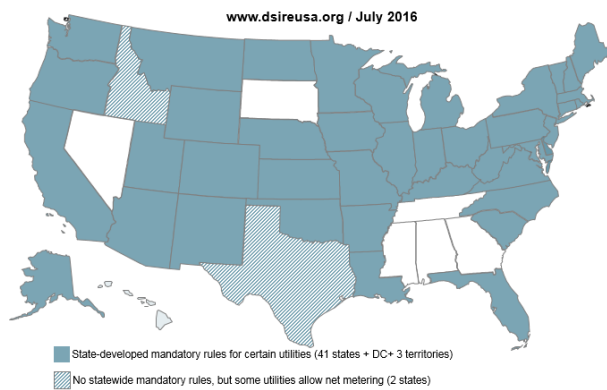 www.dsireusa.org / July 2016
State-developed mandatory rules for certain utilities (41 states + DC+ 3 territories)
No statewide mandatory rules, but some utilities allow net metering (2 states)